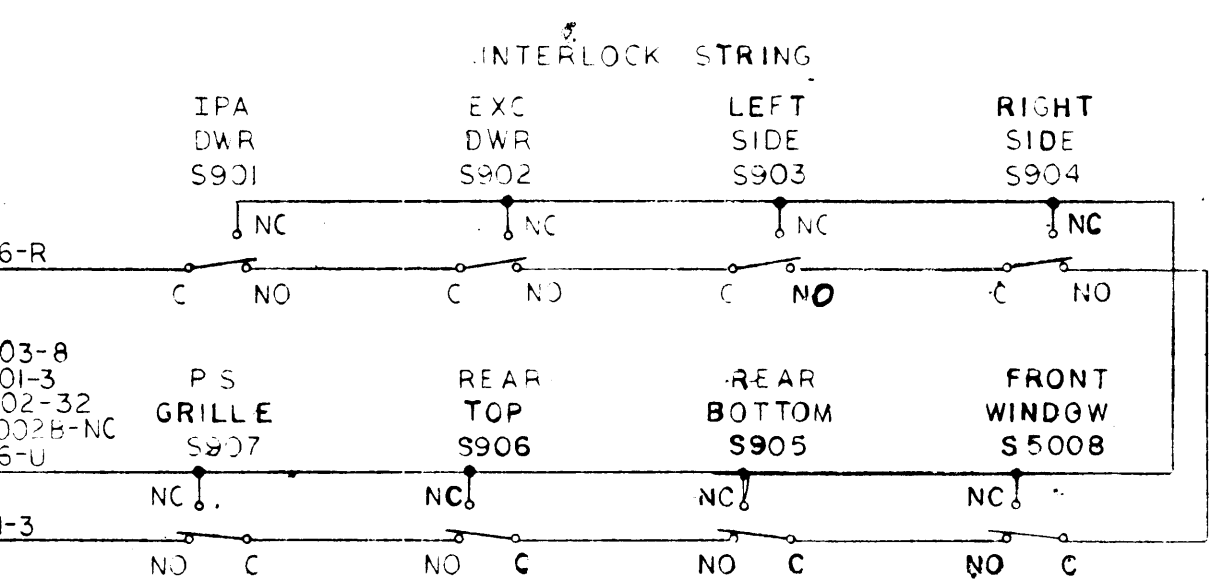 INTERLOCK STRING
IPA DWR S901
EXC DWR S902
LEFT SIDE S903
RIGHT SIDE S904
NC NC NC NC
6-R
C NO C NO C NO C NO
03-8
01-3
02-32
002B-NC
6-U
PS GRILLE S907
REAR TOP S906
REAR BOTTOM S905
FRONT WINDOW S5008
NC NC NC NC
1-3
NO C NO C NO C NO C